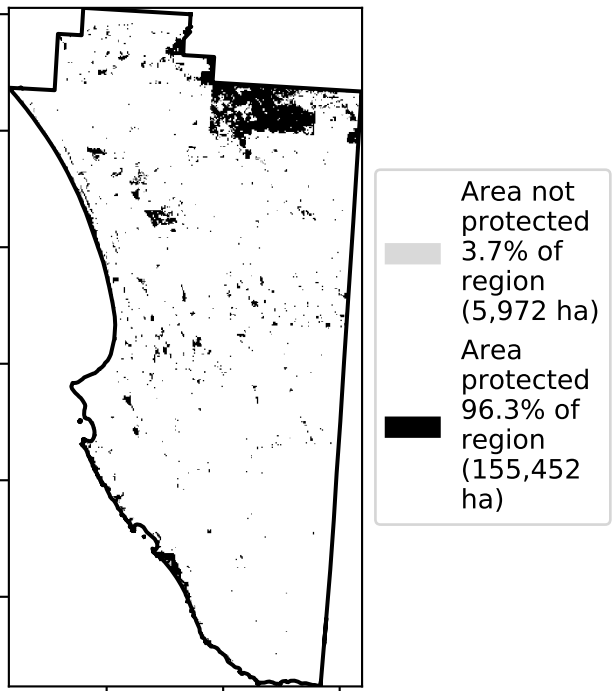 Area not
protected
3.7% of
region
(5,972 ha)
Area
protected
96.3% of
region
(155,452
ha)